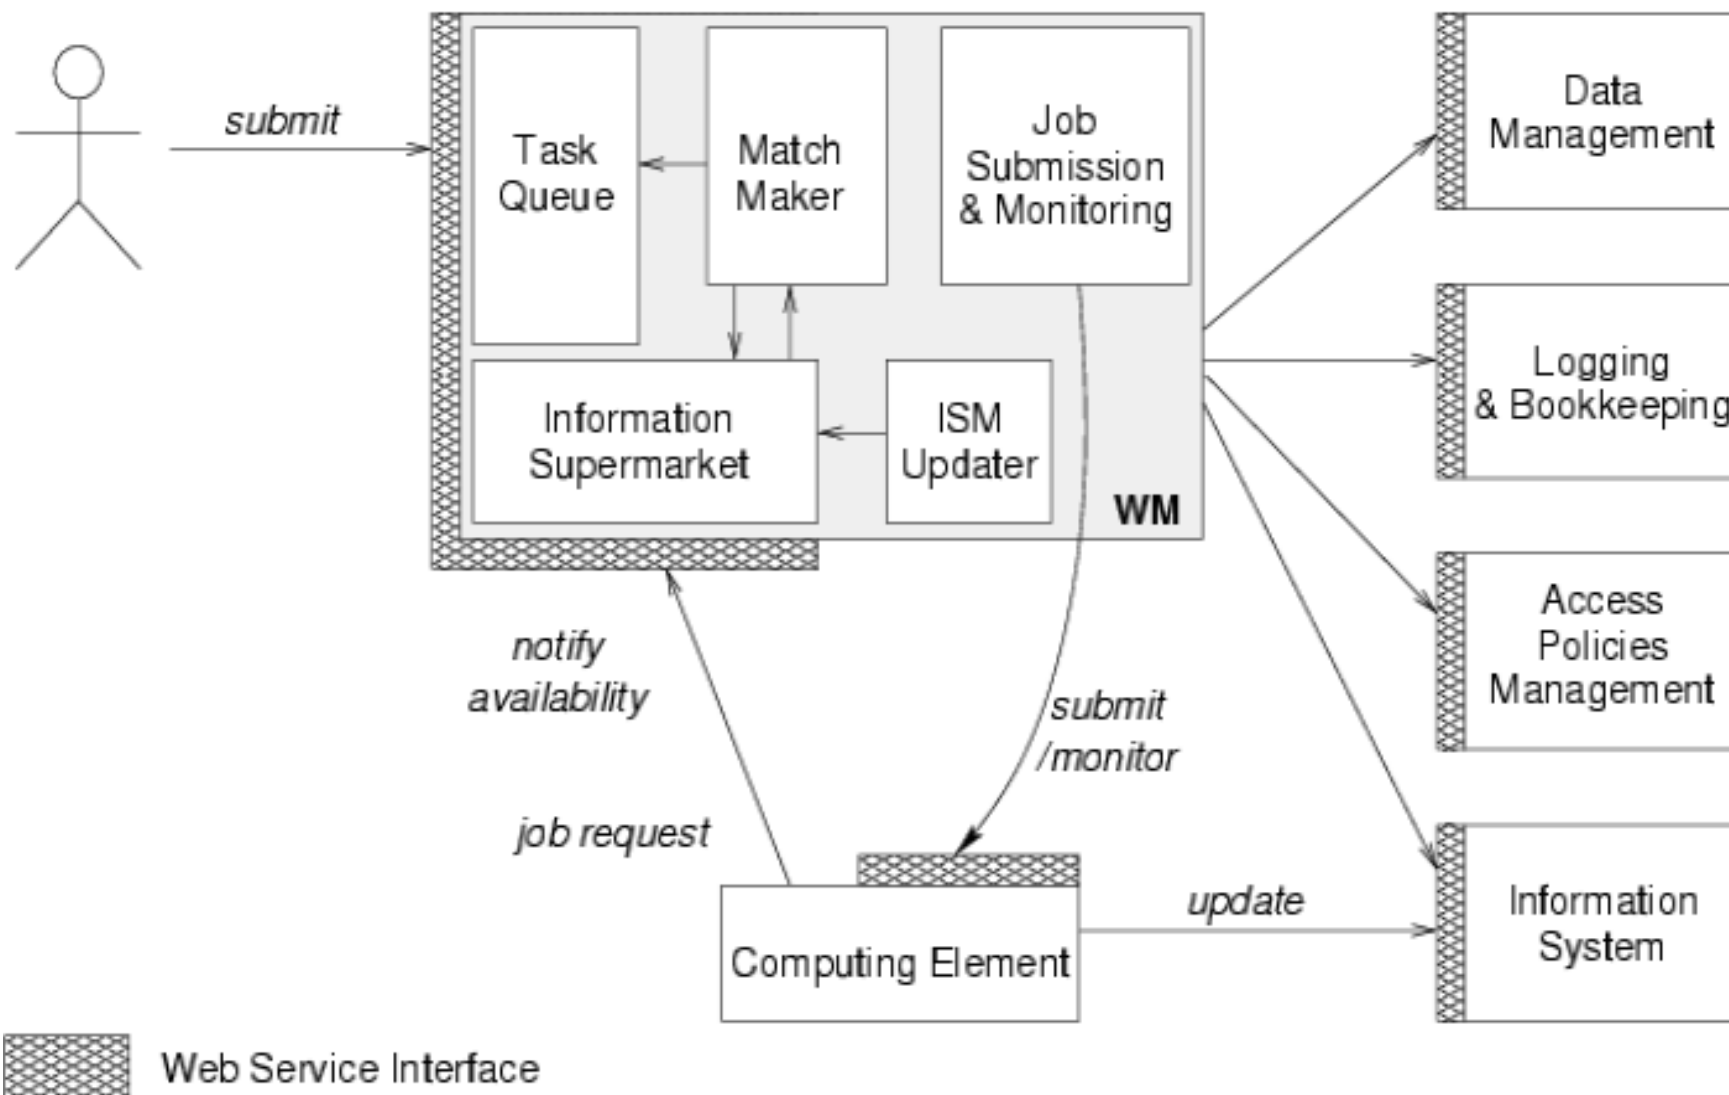 submit
Task
Queue
Match
Maker
Job
Submission
& Monitoring
Information
Supermarket
ISM
Updater
WM
Data
Management
Logging
& Bookkeeping
Access
Policies
Management
notify
availability
submit
/monitor
job request
update
Computing Element
Information
System
Web Service Interface